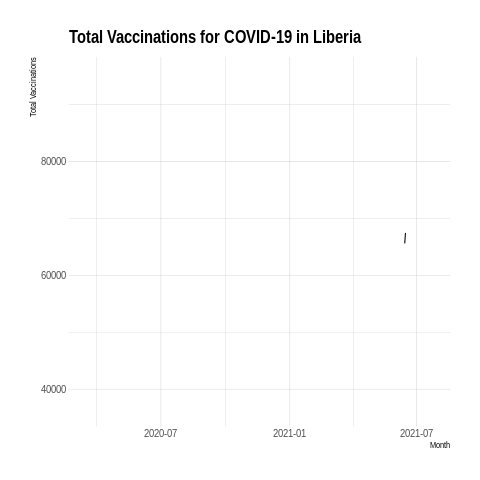 Total Vaccinations for COVID-19 in Liberia
Total Vaccinations
80000
60000
40000
2020-07
2021-01
2021-07
Month